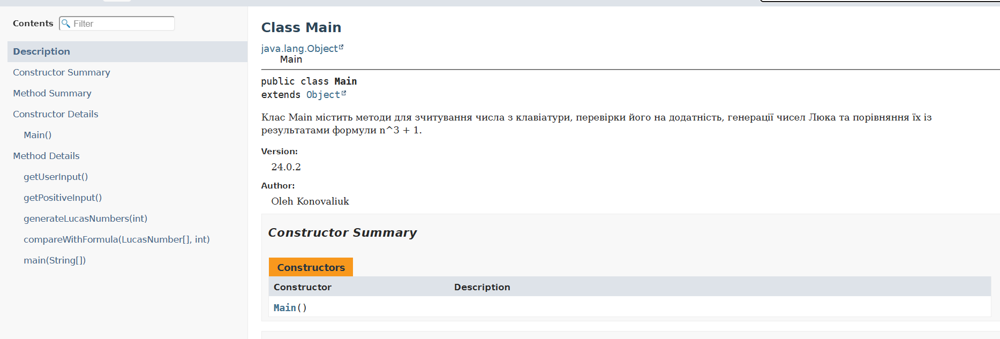 Contents
Filter
Description
Constructor Summary
Method Summary
Constructor Details
Main()
Method Details
getUserInput()
getPositiveInput()
generateLucasNumbers(int)
compareWithFormula(LucasNumber[], int)
main(String[])
Class Main
java.lang.Object
Main
public class Main
extends Object
Клас Main містить методи для зчитування числа з клавіатури, перевірки його на додатність, генерації чисел Люка та порівняння їх із
результатами формули n^3 + 1.
Version:
24.0.2
Author:
Oleh Konovaliuk
Constructor Summary
Constructors
Constructor Description
Main()